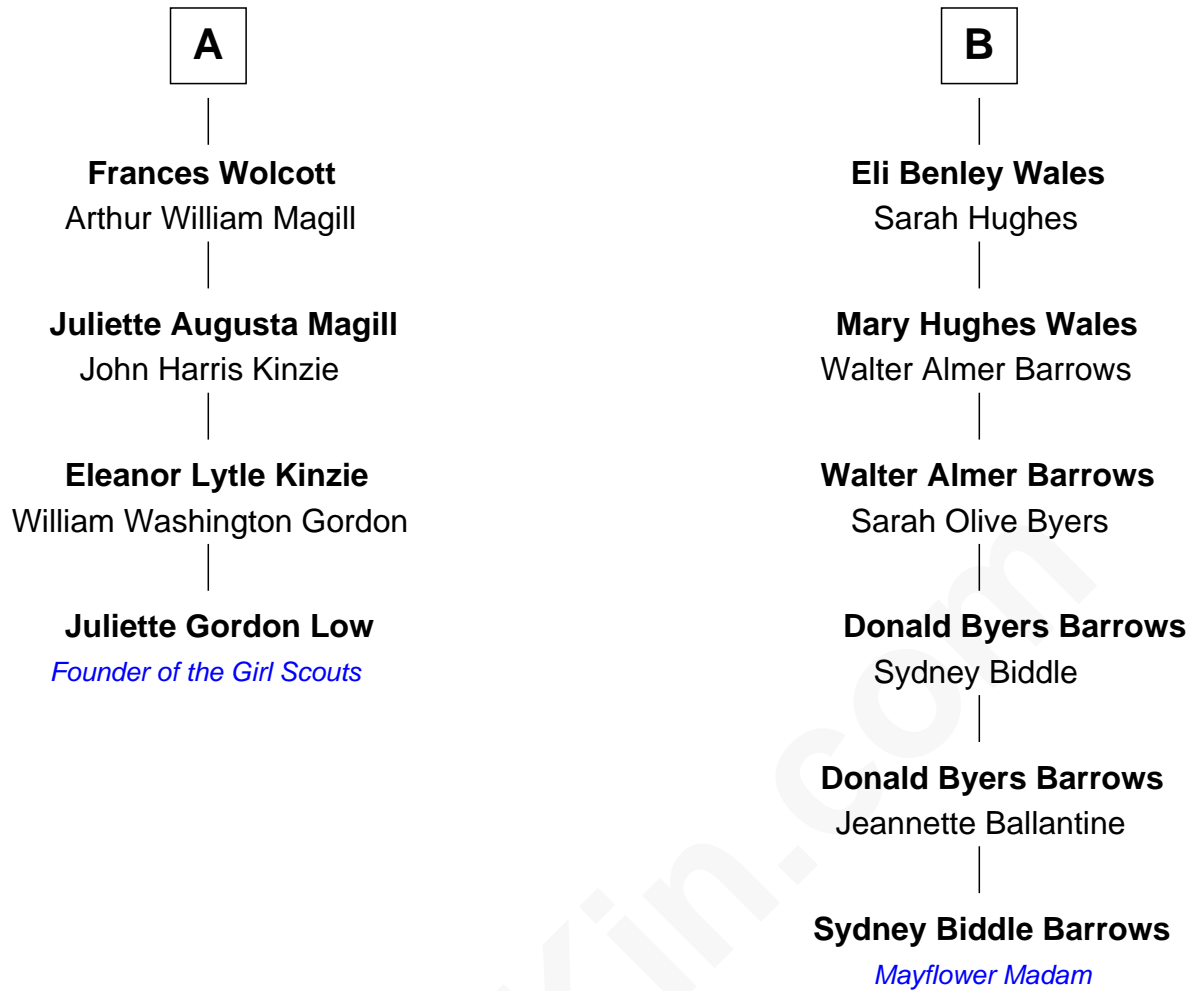 A
Frances Wolcott
Arthur William Magill
Juliette Augusta Magill
John Harris Kinzie
Eleanor Lytle Kinzie
William Washington Gordon
Juliette Gordon Low
Founder of the Girl Scouts
B
Eli Benley Wales
Sarah Hughes
Mary Hughes Wales
Walter Almer Barrows
Walter Almer Barrows
Sarah Olive Byers
Donald Byers Barrows
Sydney Biddle
Donald Byers Barrows
Jeannette Ballantine
Sydney Biddle Barrows
Mayflower Madam
Kin.com